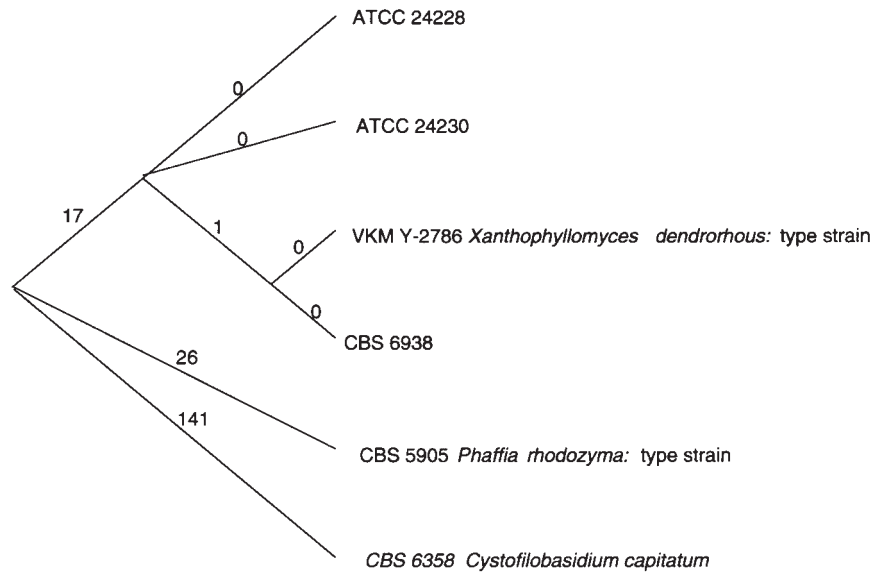 ATCC 24228
0
ATCC 24230
0
17
1
VKM Y-2786 Xanthophyllomyces dendrorhous: type strain
0
0
CBS 6938
26
141
CBS 5905 Phaffia rhodozyma: type strain
CBS 6358 Cystofilobasidium capitatum